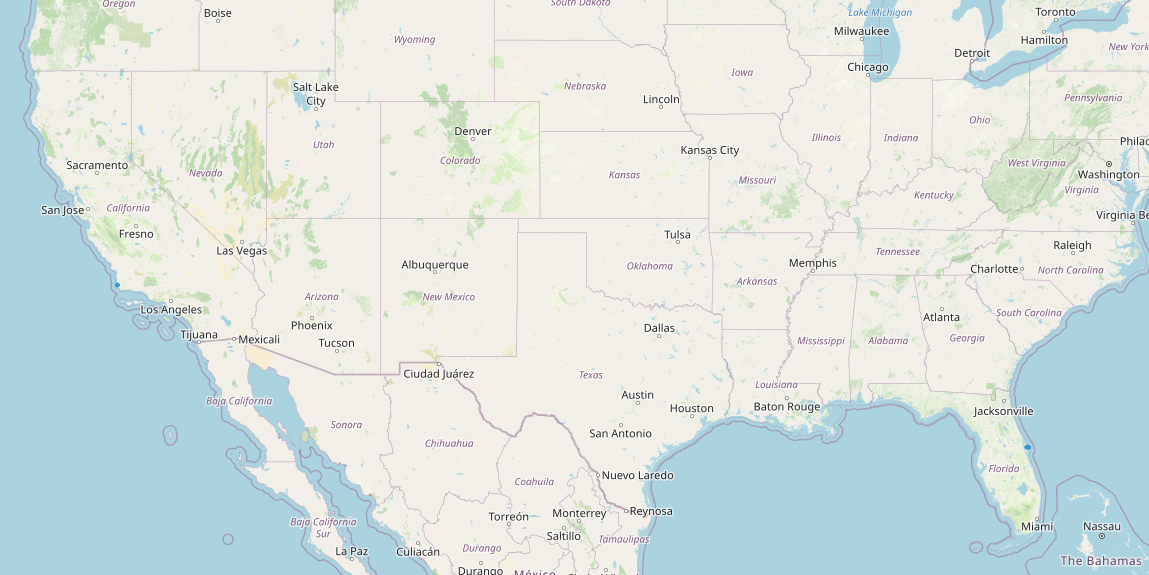 Oregon
Boise
South Dakota
Lake Michigan
Toronto
Milwaukee
Hamilton
Wyoming
Detroit
New York
Chicago
Iowa
Salt Lake
City
Nebraska
Lincoln
Pennsylvania
Ohio
Denver
Illinois
Indiana
Utah
Kansas City
Colorado
Sacramento
West Virginia
Nevada
Kansas
Missouri
Washington
Kentucky
Virginia
San Jose
California
Fresno
Tulsa
Raleigh
Las Vegas
Tennessee
Albuquerque
Oklahoma
Memphis
Charlotte
North Carolina
Arkansas
Arizona
New Mexico
Los Angeles
South Carolina
Atlanta
Phoenix
Dallas
Tijuana
Mexicali
Tucson
Mississippi
Alabama
Georgia
Ciudad Juárez
Texas
Louisiana
Austin
Baja California
Houston
Baton Rouge
Jacksonville
Sonora
San Antonio
Chihuahua
Florida
Nuevo Laredo
Coahuila
Reynosa
Monterrey
Torreón
Baja California
Sur
Miami
Nassau
Saltillo
Tamaulipas
La Paz
Culiacán
Durango
The Bahamas
Durango
México